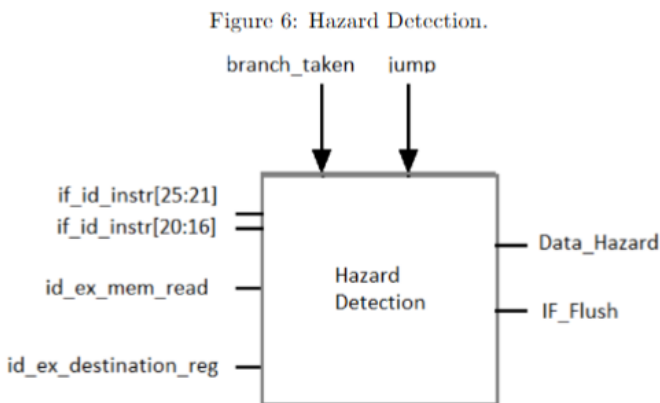 Figure 6: Hazard Detection.
branch_taken jump
if_id_instr[25:21]
if_id_instr[20:16]
Data_Hazard
id_ex_mem_read
Hazard
Detection
IF_Flush
id_ex_destination_reg